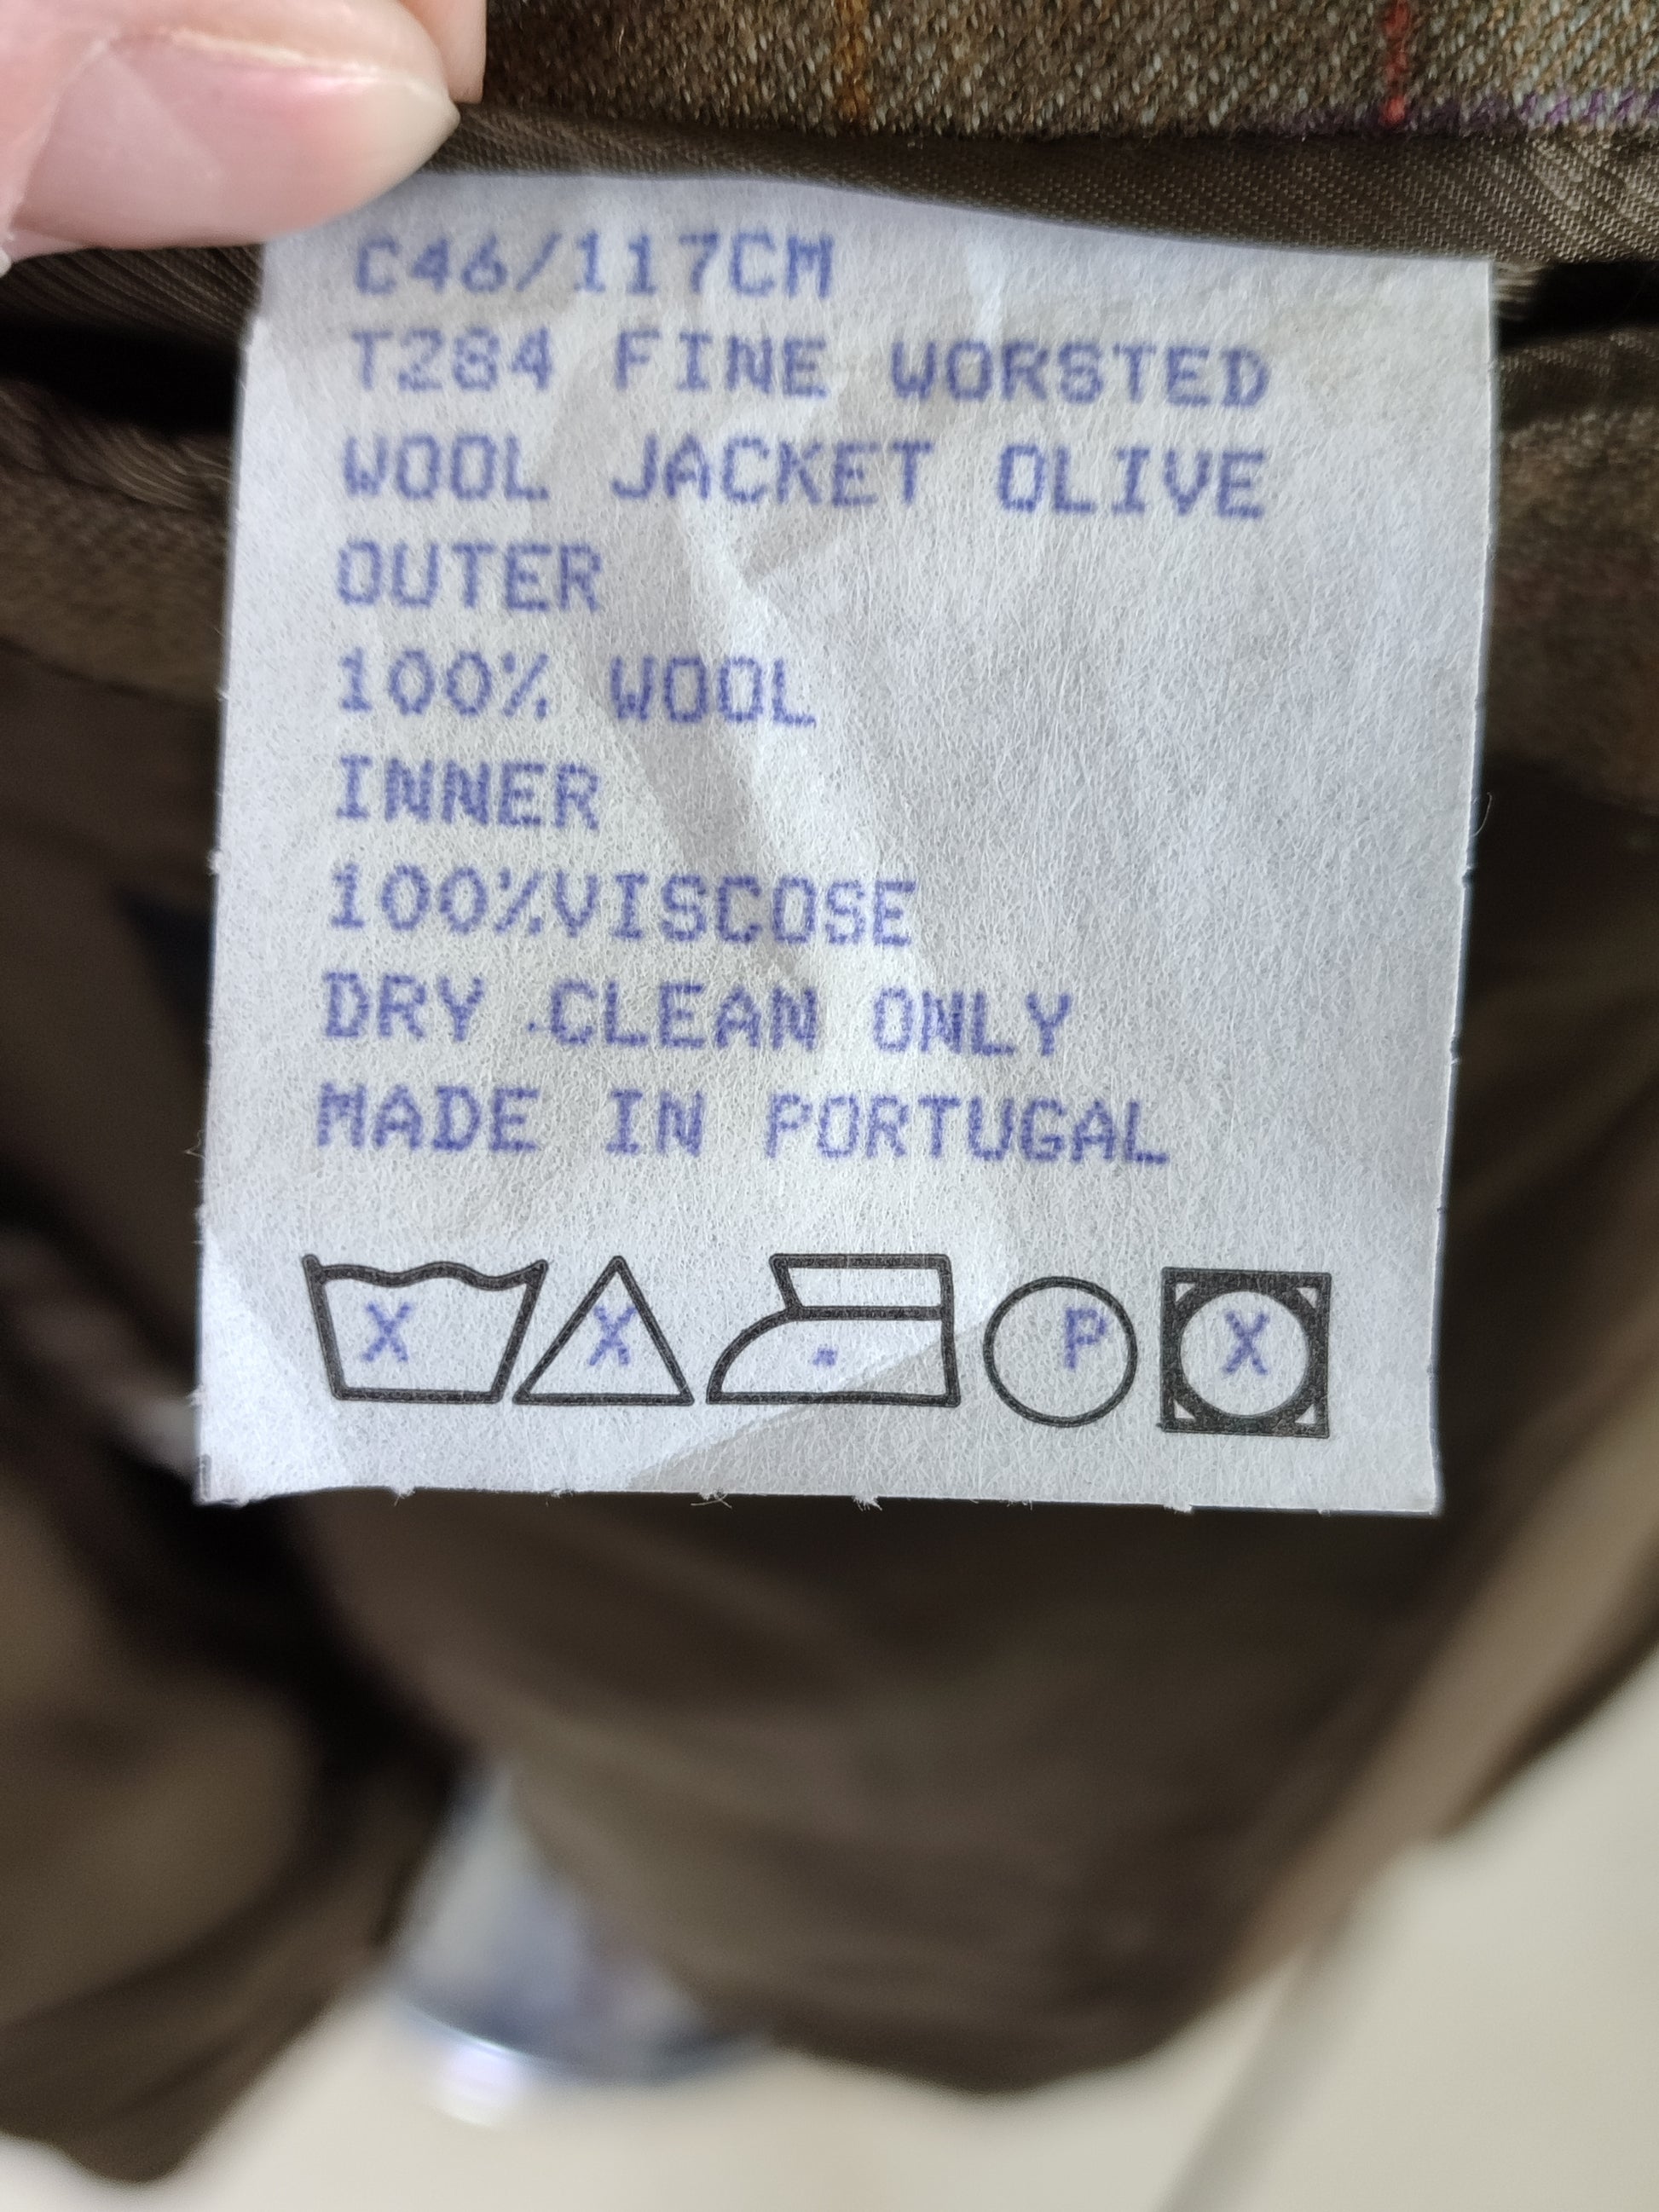 C46/117CM
T284 FINE WORSTED
WOOL JACKET OLIVE
OUTER
100% WOOL
INNER
100%VISCOSE
DRY CLEAN ONLY
MADE IN PORTUGAL
X X . P X